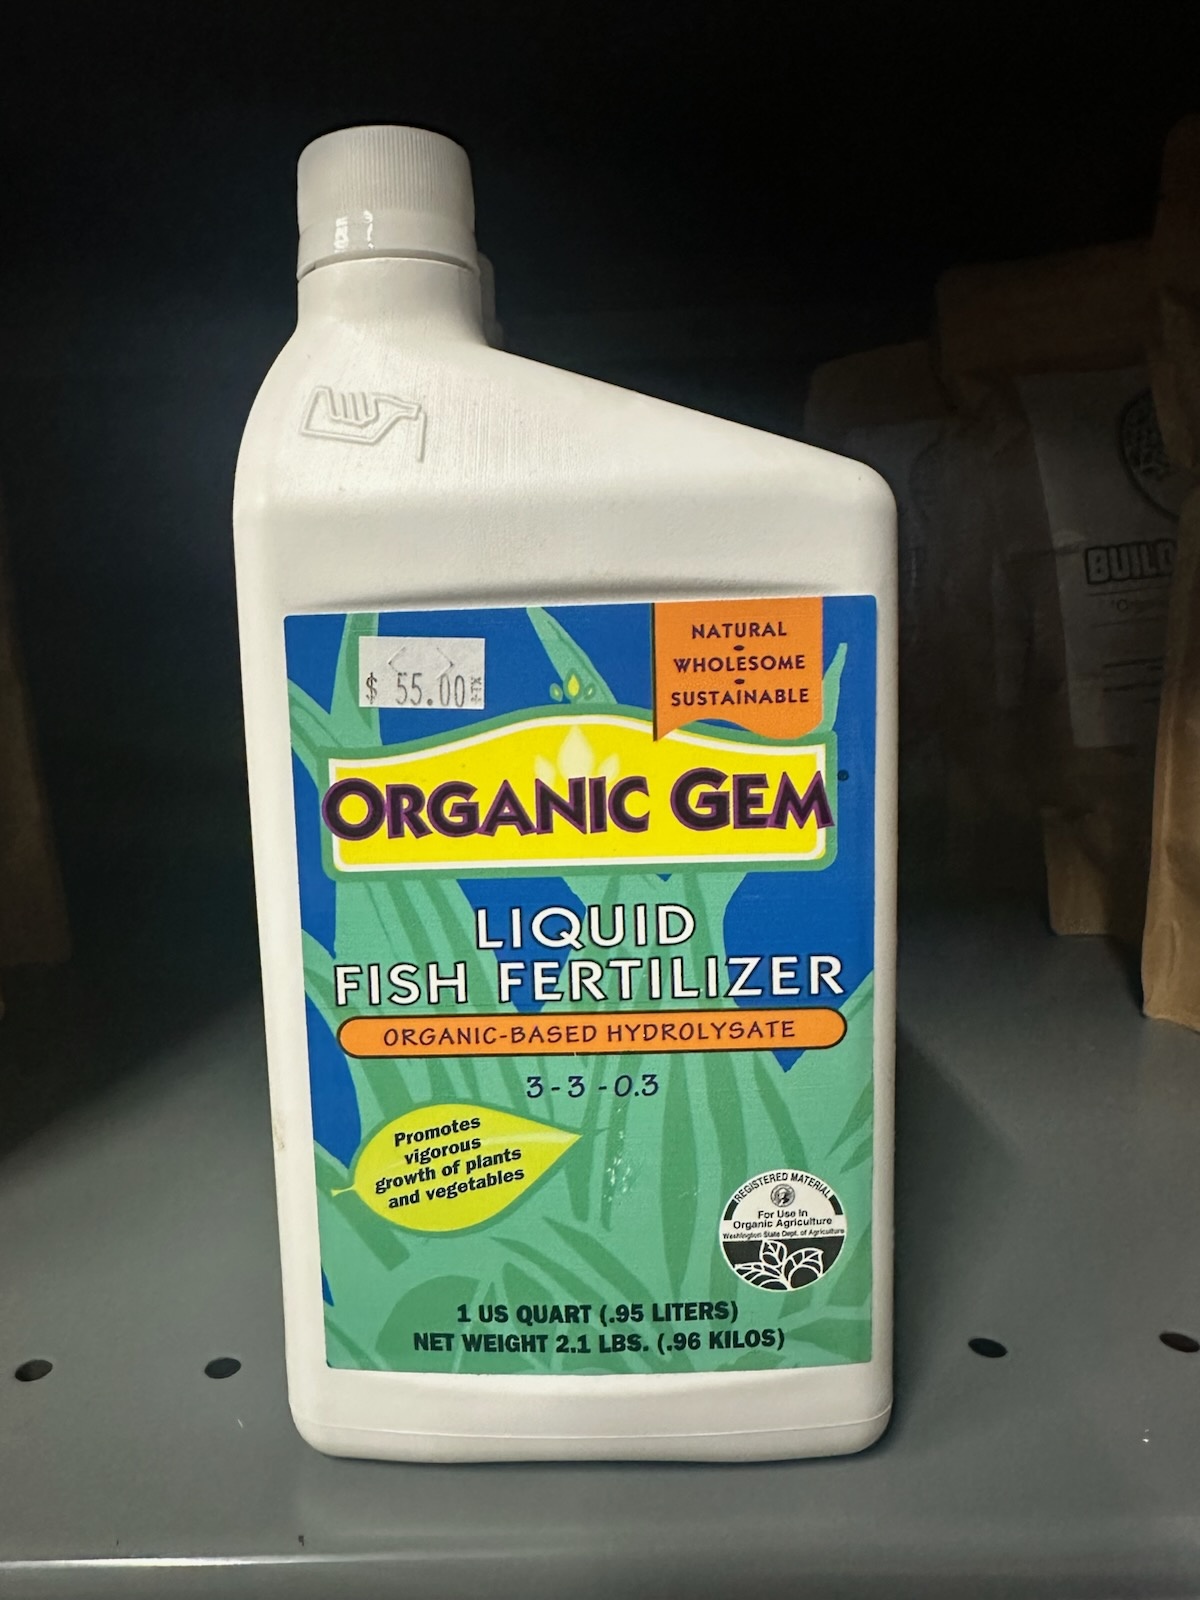 $ 55.00+TX
NATURAL
•
WHOLESOME
•
SUSTAINABLE
ORGANIC GEM
LIQUID
FISH FERTILIZER
ORGANIC-BASED HYDROLYSATE
3-3-0.3
Promotes
vigorous
growth of plants
and vegetables
REGISTERED MATERIAL
For Use In
Organic Agriculture
Washington State Dept. of Agriculture
1 US QUART (.95 LITERS)
NET WEIGHT 2.1 LBS. (.96 KILOS)
BUILD